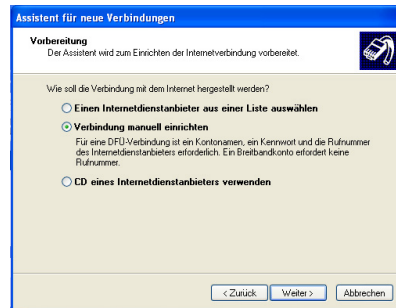 Assistent für neue Verbindungen
Vorbereitung
Der Assistent wird zum Einrichten der Internetverbindung vorbereitet.
Wie soll die Verbindung mit dem Internet hergestellt werden?
Einen Internetdienstanbieter aus einer Liste auswählen
Verbindung manuell einrichten
Für eine DFÜ-Verbindung ist ein Kontonamen, ein Kennwort und die Rufnummer
des Internetdienstanbieters erforderlich. Ein Breitbandkonto erfordert keine
Rufnummer.
CD eines Internetdienstanbieters verwenden
< Zurück Weiter > Abbrechen